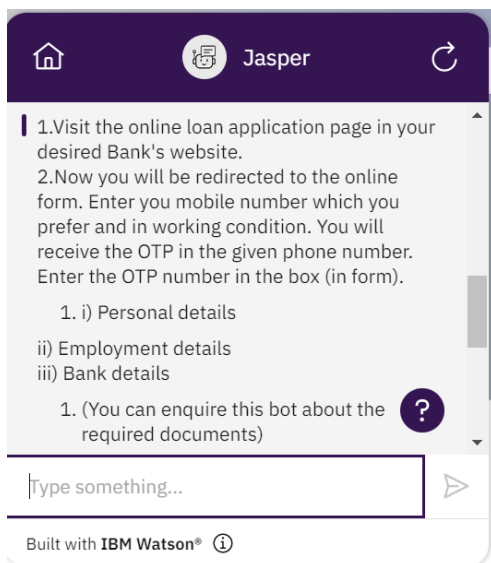 Jasper
1.Visit the online loan application page in your
desired Bank's website.
2.Now you will be redirected to the online
form. Enter you mobile number which you
prefer and in working condition. You will
receive the OTP in the given phone number.
Enter the OTP number in the box (in form).
1. i) Personal details
ii) Employment details
iii) Bank details
1. (You can enquire this bot about the
required documents)
?
Type something...
Built with IBM Watson® i